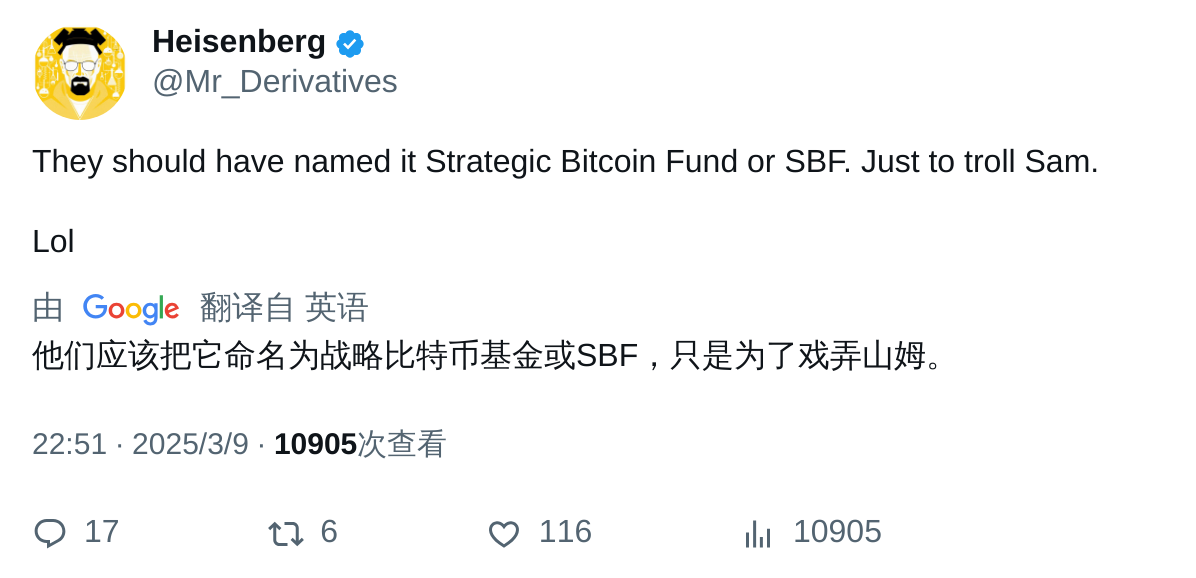 Heisenberg
@Mr_Derivatives
They should have named it Strategic Bitcoin Fund or SBF. Just to troll Sam.
Lol
由 Google 翻译自 英语
他们应该把它命名为战略比特币基金或SBF，只是为了戏弄山姆。
22:51 · 2025/3/9 · 10905次查看
17 6 116 10905